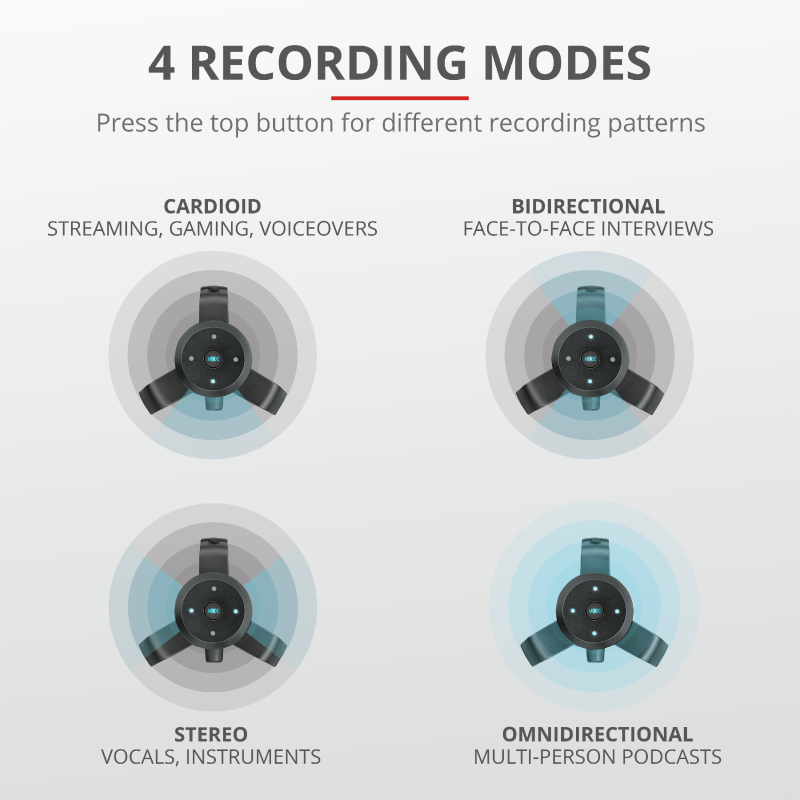 4 RECORDING MODES
Press the top button for different recording patterns
CARDIOID
STREAMING, GAMING, VOICEOVERS
BIDIRECTIONAL
FACE-TO-FACE INTERVIEWS
STEREO
VOCALS, INSTRUMENTS
OMNIDIRECTIONAL
MULTI-PERSON PODCASTS